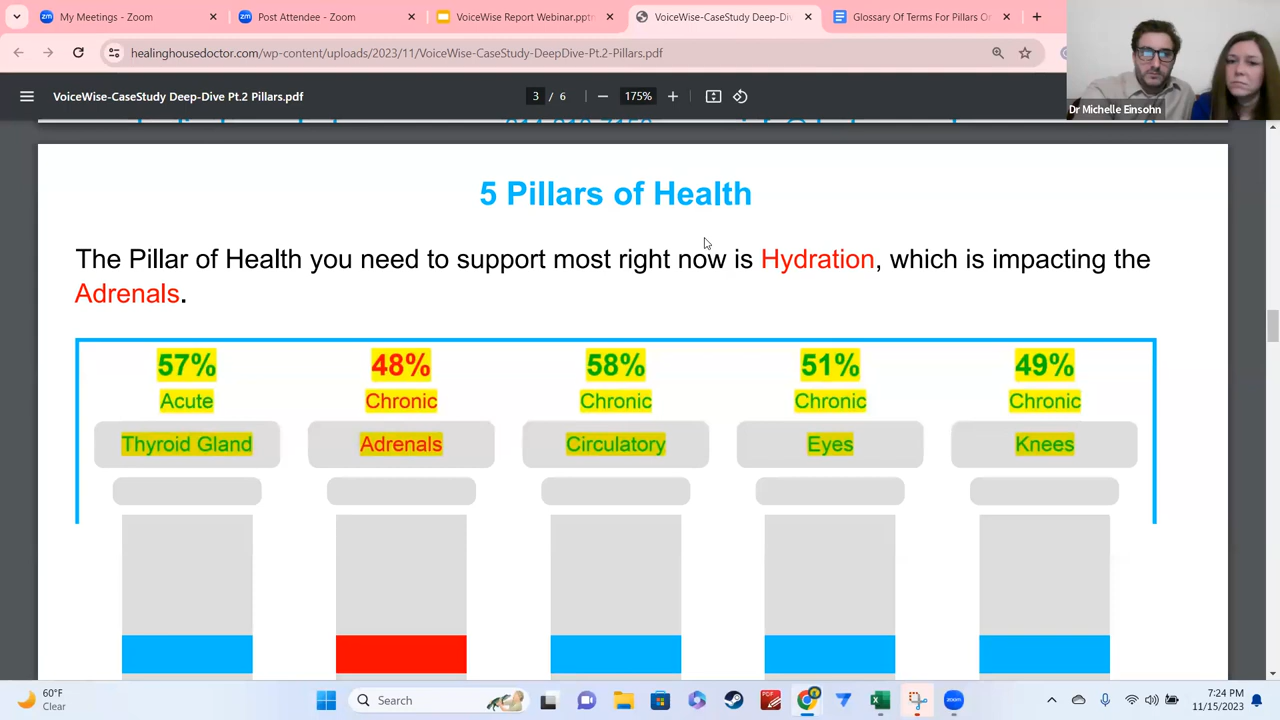 My Meetings - Zoom
Post Attendee - Zoom
VoiceWise Report Webinar.pptx
VoiceWise-CaseStudy Deep-Div
Glossary Of Terms For Pillars Or
healinghousedoctor.com/wp-content/uploads/2023/11/VoiceWise-CaseStudy-DeepDive-Pt.2-Pillars.pdf
VoiceWise-CaseStudy Deep-Dive Pt.2 Pillars.pdf
3 / 6
175%
Dr Michelle Einsohn
5 Pillars of Health
The Pillar of Health you need to support most right now is Hydration, which is impacting the
Adrenals.
57% 48% 58% 51% 49%
Acute Chronic Chronic Chronic Chronic
Thyroid Gland Adrenals Circulatory Eyes Knees
60°F
Clear
Search
7:24 PM
11/15/2023